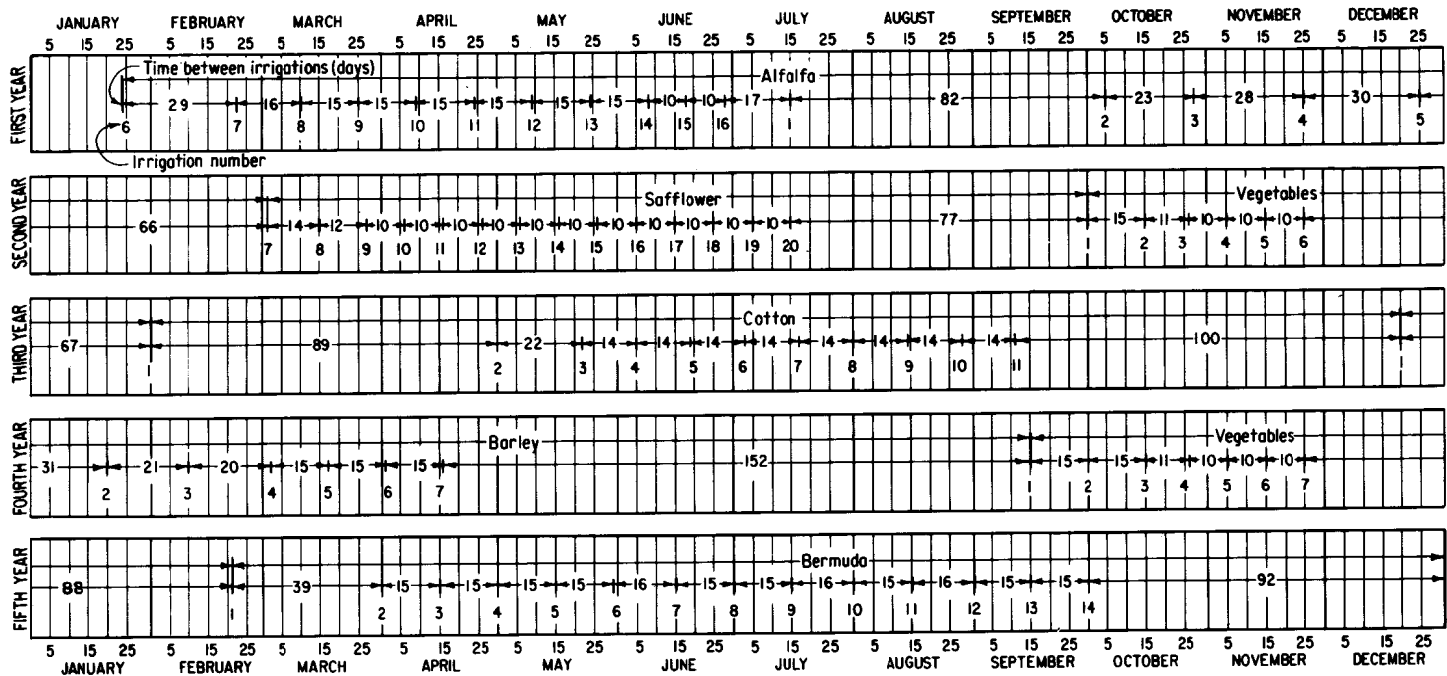 JANUARY FEBRUARY MARCH APRIL MAY JUNE JULY AUGUST SEPTEMBER OCTOBER NOVEMBER DECEMBER
5 15 25 5 15 25 5 15 25 5 15 25 5 15 25 5 15 25 5 15 25 5 15 25 5 15 25 5 15 25 5 15 25 5 15 25
FIRST YEAR
Time between irrigations (days) Alfalfa
29 16 15 15 15 15 15 15 10 10 17 82 23 28 30
6 7 8 9 10 11 12 13 14 15 16 1 2 3 4 5
Irrigation number
SECOND YEAR
Safflower Vegetables
66 14 12 10 10 10 10 10 10 10 10 10 10 10 77 15 11 10 10 10
7 8 9 10 11 12 13 14 15 16 17 18 19 20 1 2 3 4 5 6
THIRD YEAR
Cotton
67 89 22 14 14 14 14 14 14 14 14 100
1 2 3 4 5 6 7 8 9 10 11 1
FOURTH YEAR
Barley Vegetables
31 21 20 15 15 15 152 15 15 11 10 10 10
2 3 4 5 6 7 1 2 3 4 5 6 7
FIFTH YEAR
Bermuda
88 39 15 15 15 15 16 15 15 16 15 16 15 15 92
1 2 3 4 5 6 7 8 9 10 11 12 13 14
5 15 25 5 15 25 5 15 25 5 15 25 5 15 25 5 15 25 5 15 25 5 15 25 5 15 25 5 15 25 5 15 25 5 15 25
JANUARY FEBRUARY MARCH APRIL MAY JUNE JULY AUGUST SEPTEMBER OCTOBER NOVEMBER DECEMBER